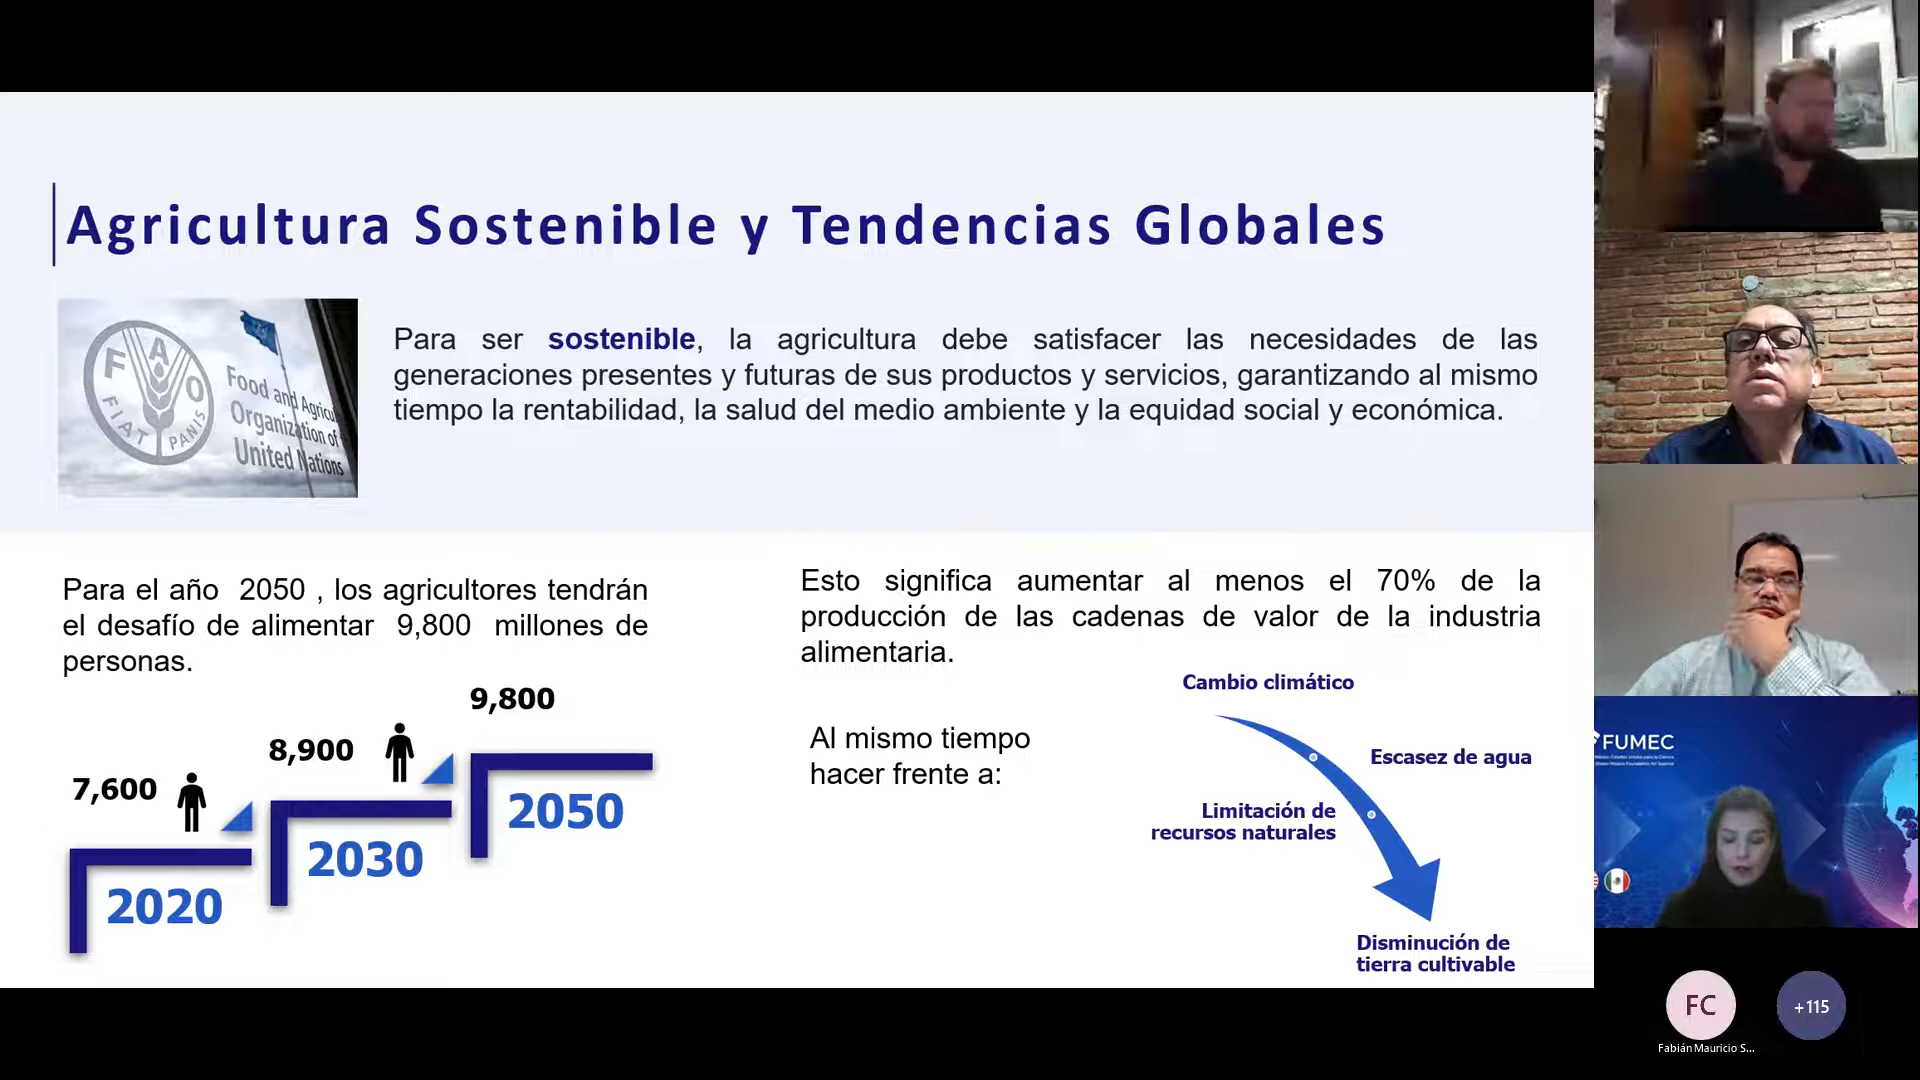 Agricultura Sostenible y Tendencias Globales
FAO
FIAT PANIS
Food and Agricu
Organization of
United Nations
Para ser sostenible, la agricultura debe satisfacer las necesidades de las
generaciones presentes y futuras de sus productos y servicios, garantizando al mismo
tiempo la rentabilidad, la salud del medio ambiente y la equidad social y económica.
Para el año 2050 , los agricultores tendrán
el desafío de alimentar 9,800 millones de
personas.
7,600
8,900
9,800
2020
2030
2050
Esto significa aumentar al menos el 70% de la
producción de las cadenas de valor de la industria
alimentaria.
Al mismo tiempo
hacer frente a:
Cambio climático
Escasez de agua
Limitación de
recursos naturales
Disminución de
tierra cultivable
FUMEC
FC
+115
Fabián Mauricio S...